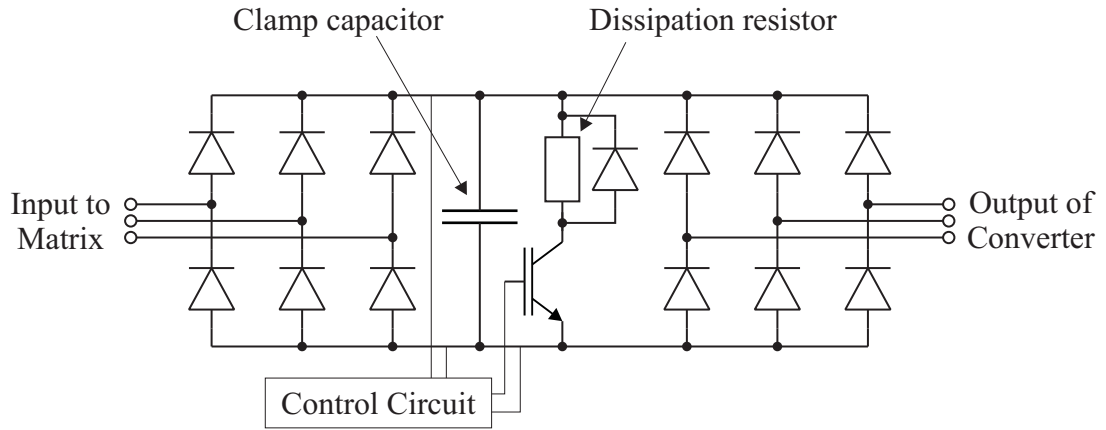 Clamp capacitor
Dissipation resistor
Input to
Matrix
Output of
Converter
Control Circuit